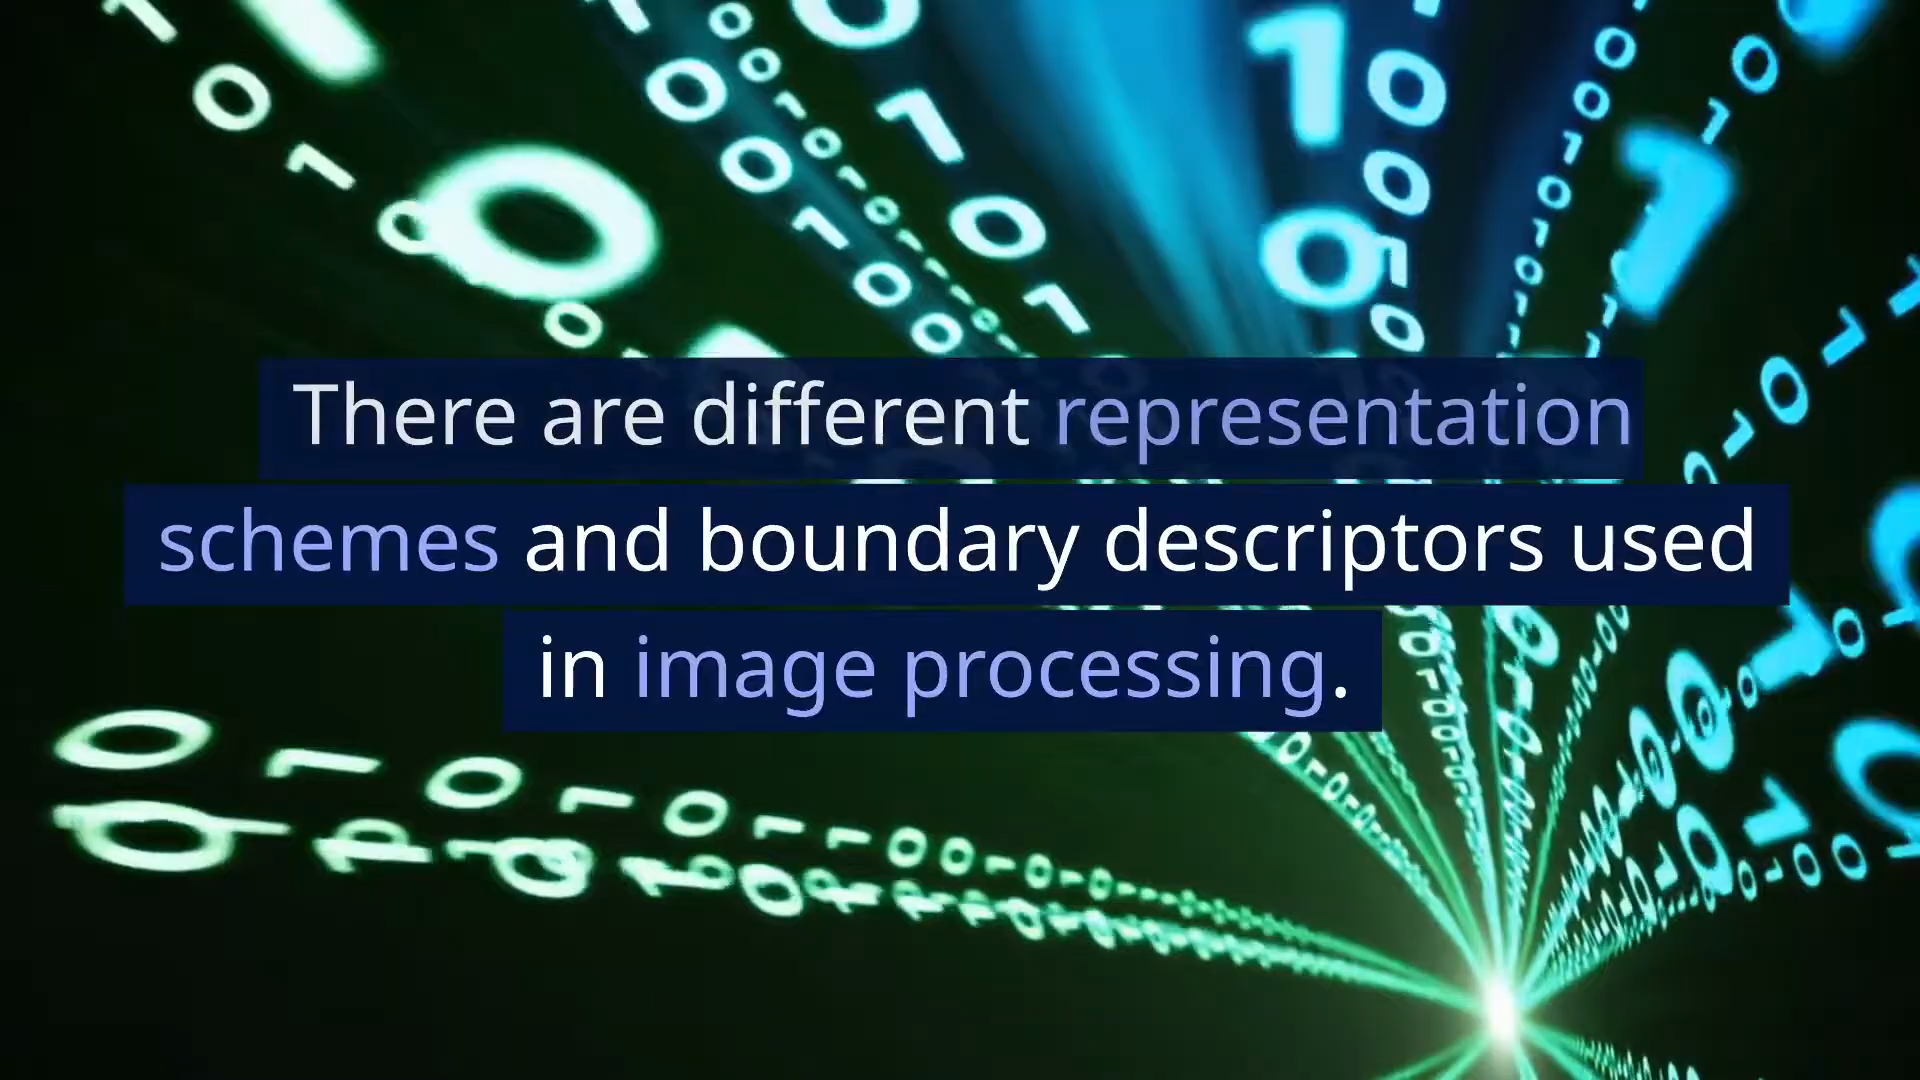 There are different representation
schemes and boundary descriptors used
in image processing.